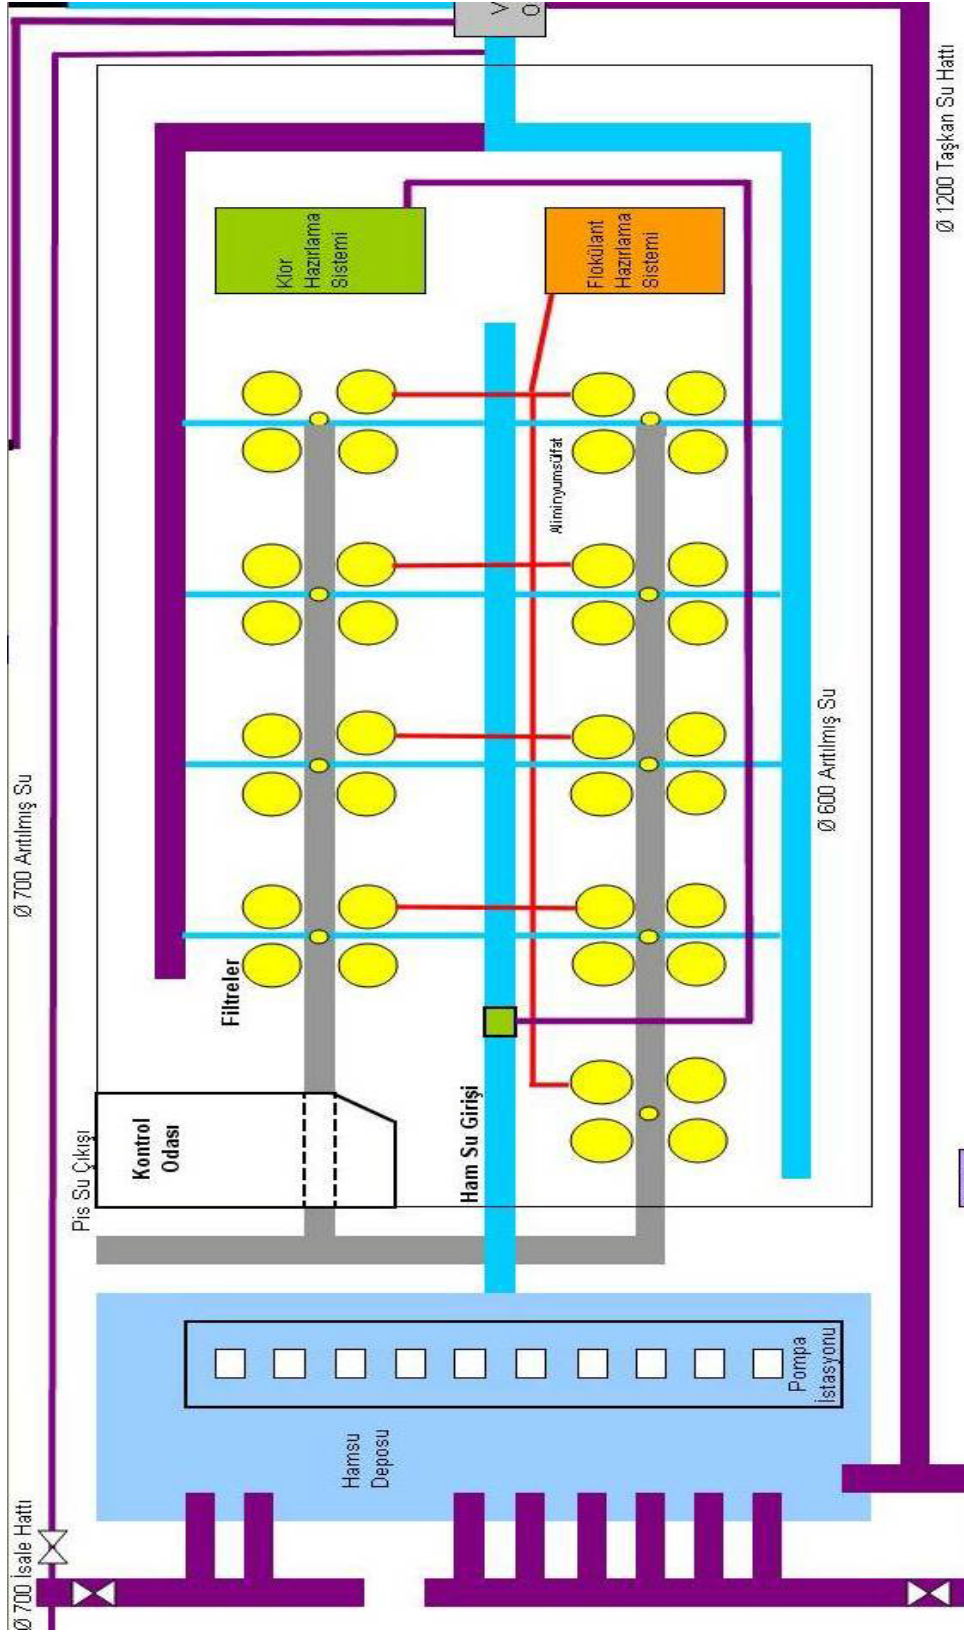 V
O
Ø 1200 Taşkan Su Hattı
Klor
Hazırlama
Sistemi
Flokülant
Hazırlama
Sistemi
Aliminyumsülfat
Ø 700 Arıtılmış Su
Ø 600 Arıtılmış Su
Filtreler
Pis Su Çıkışı
Kontrol
Odası
Ham Su Girişi
Pompa
İstasyonu
Hamsu
Deposu
Ø 700 İsale Hattı